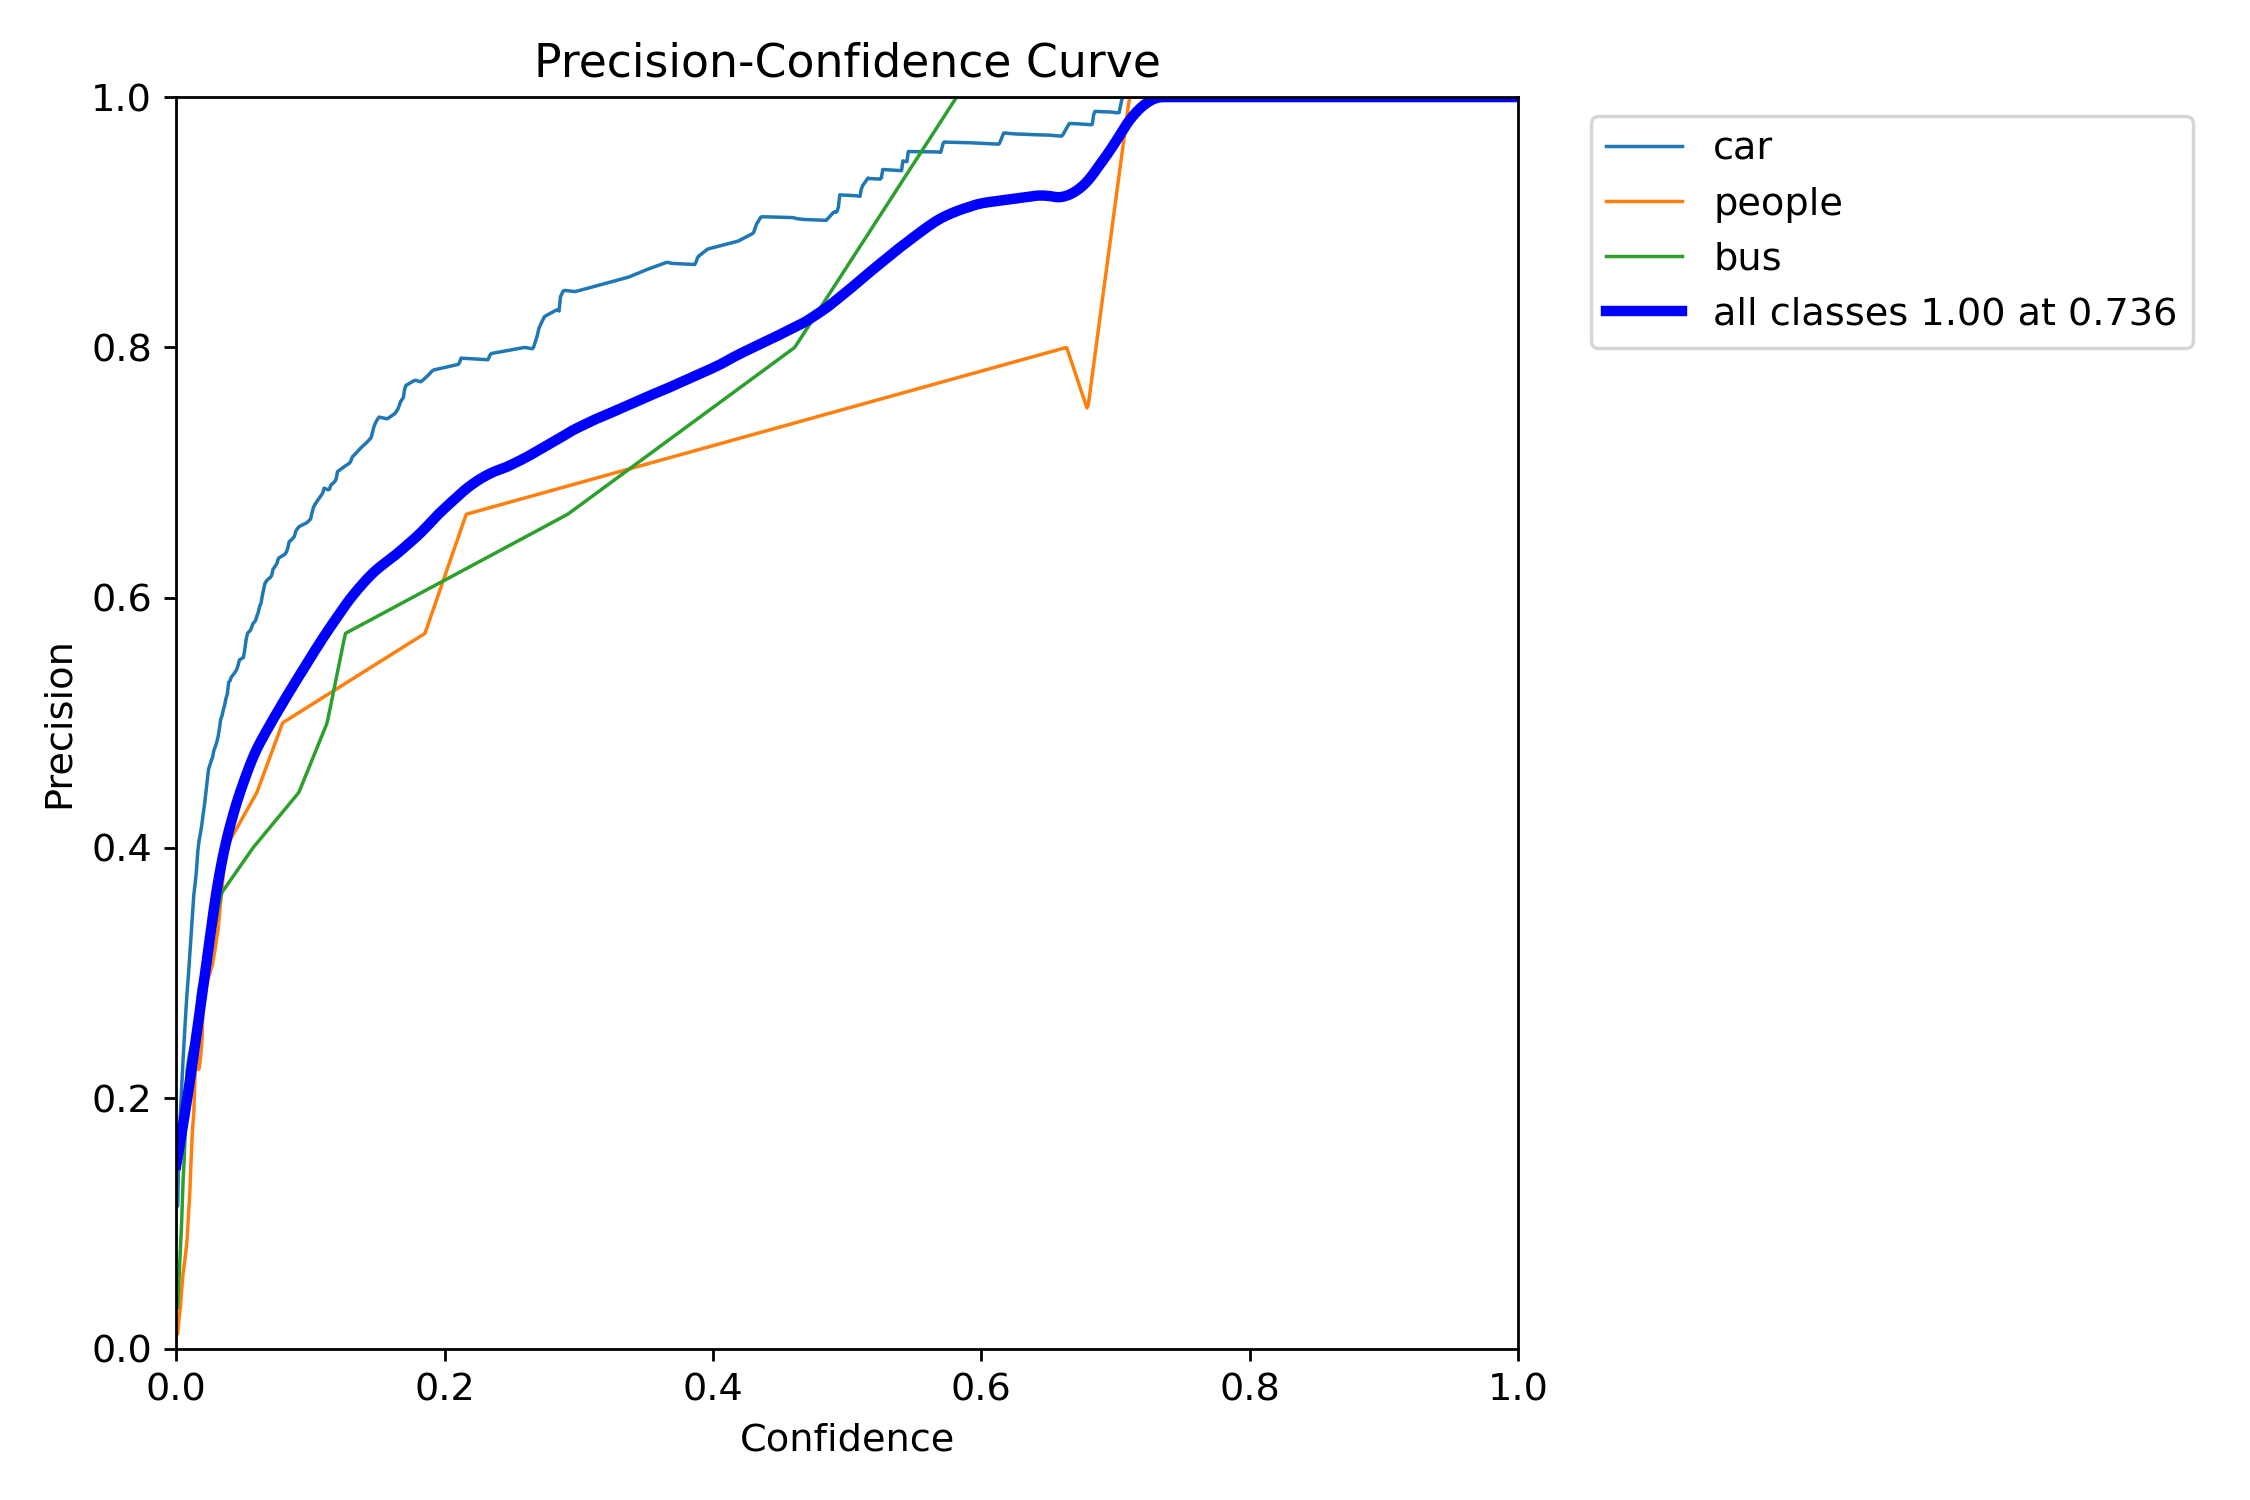 Precision-Confidence Curve
1.0
0.8
0.6
0.4
0.2
0.0
Precision
0.0 0.2 0.4 0.6 0.8 1.0
Confidence
car
people
bus
all classes 1.00 at 0.736